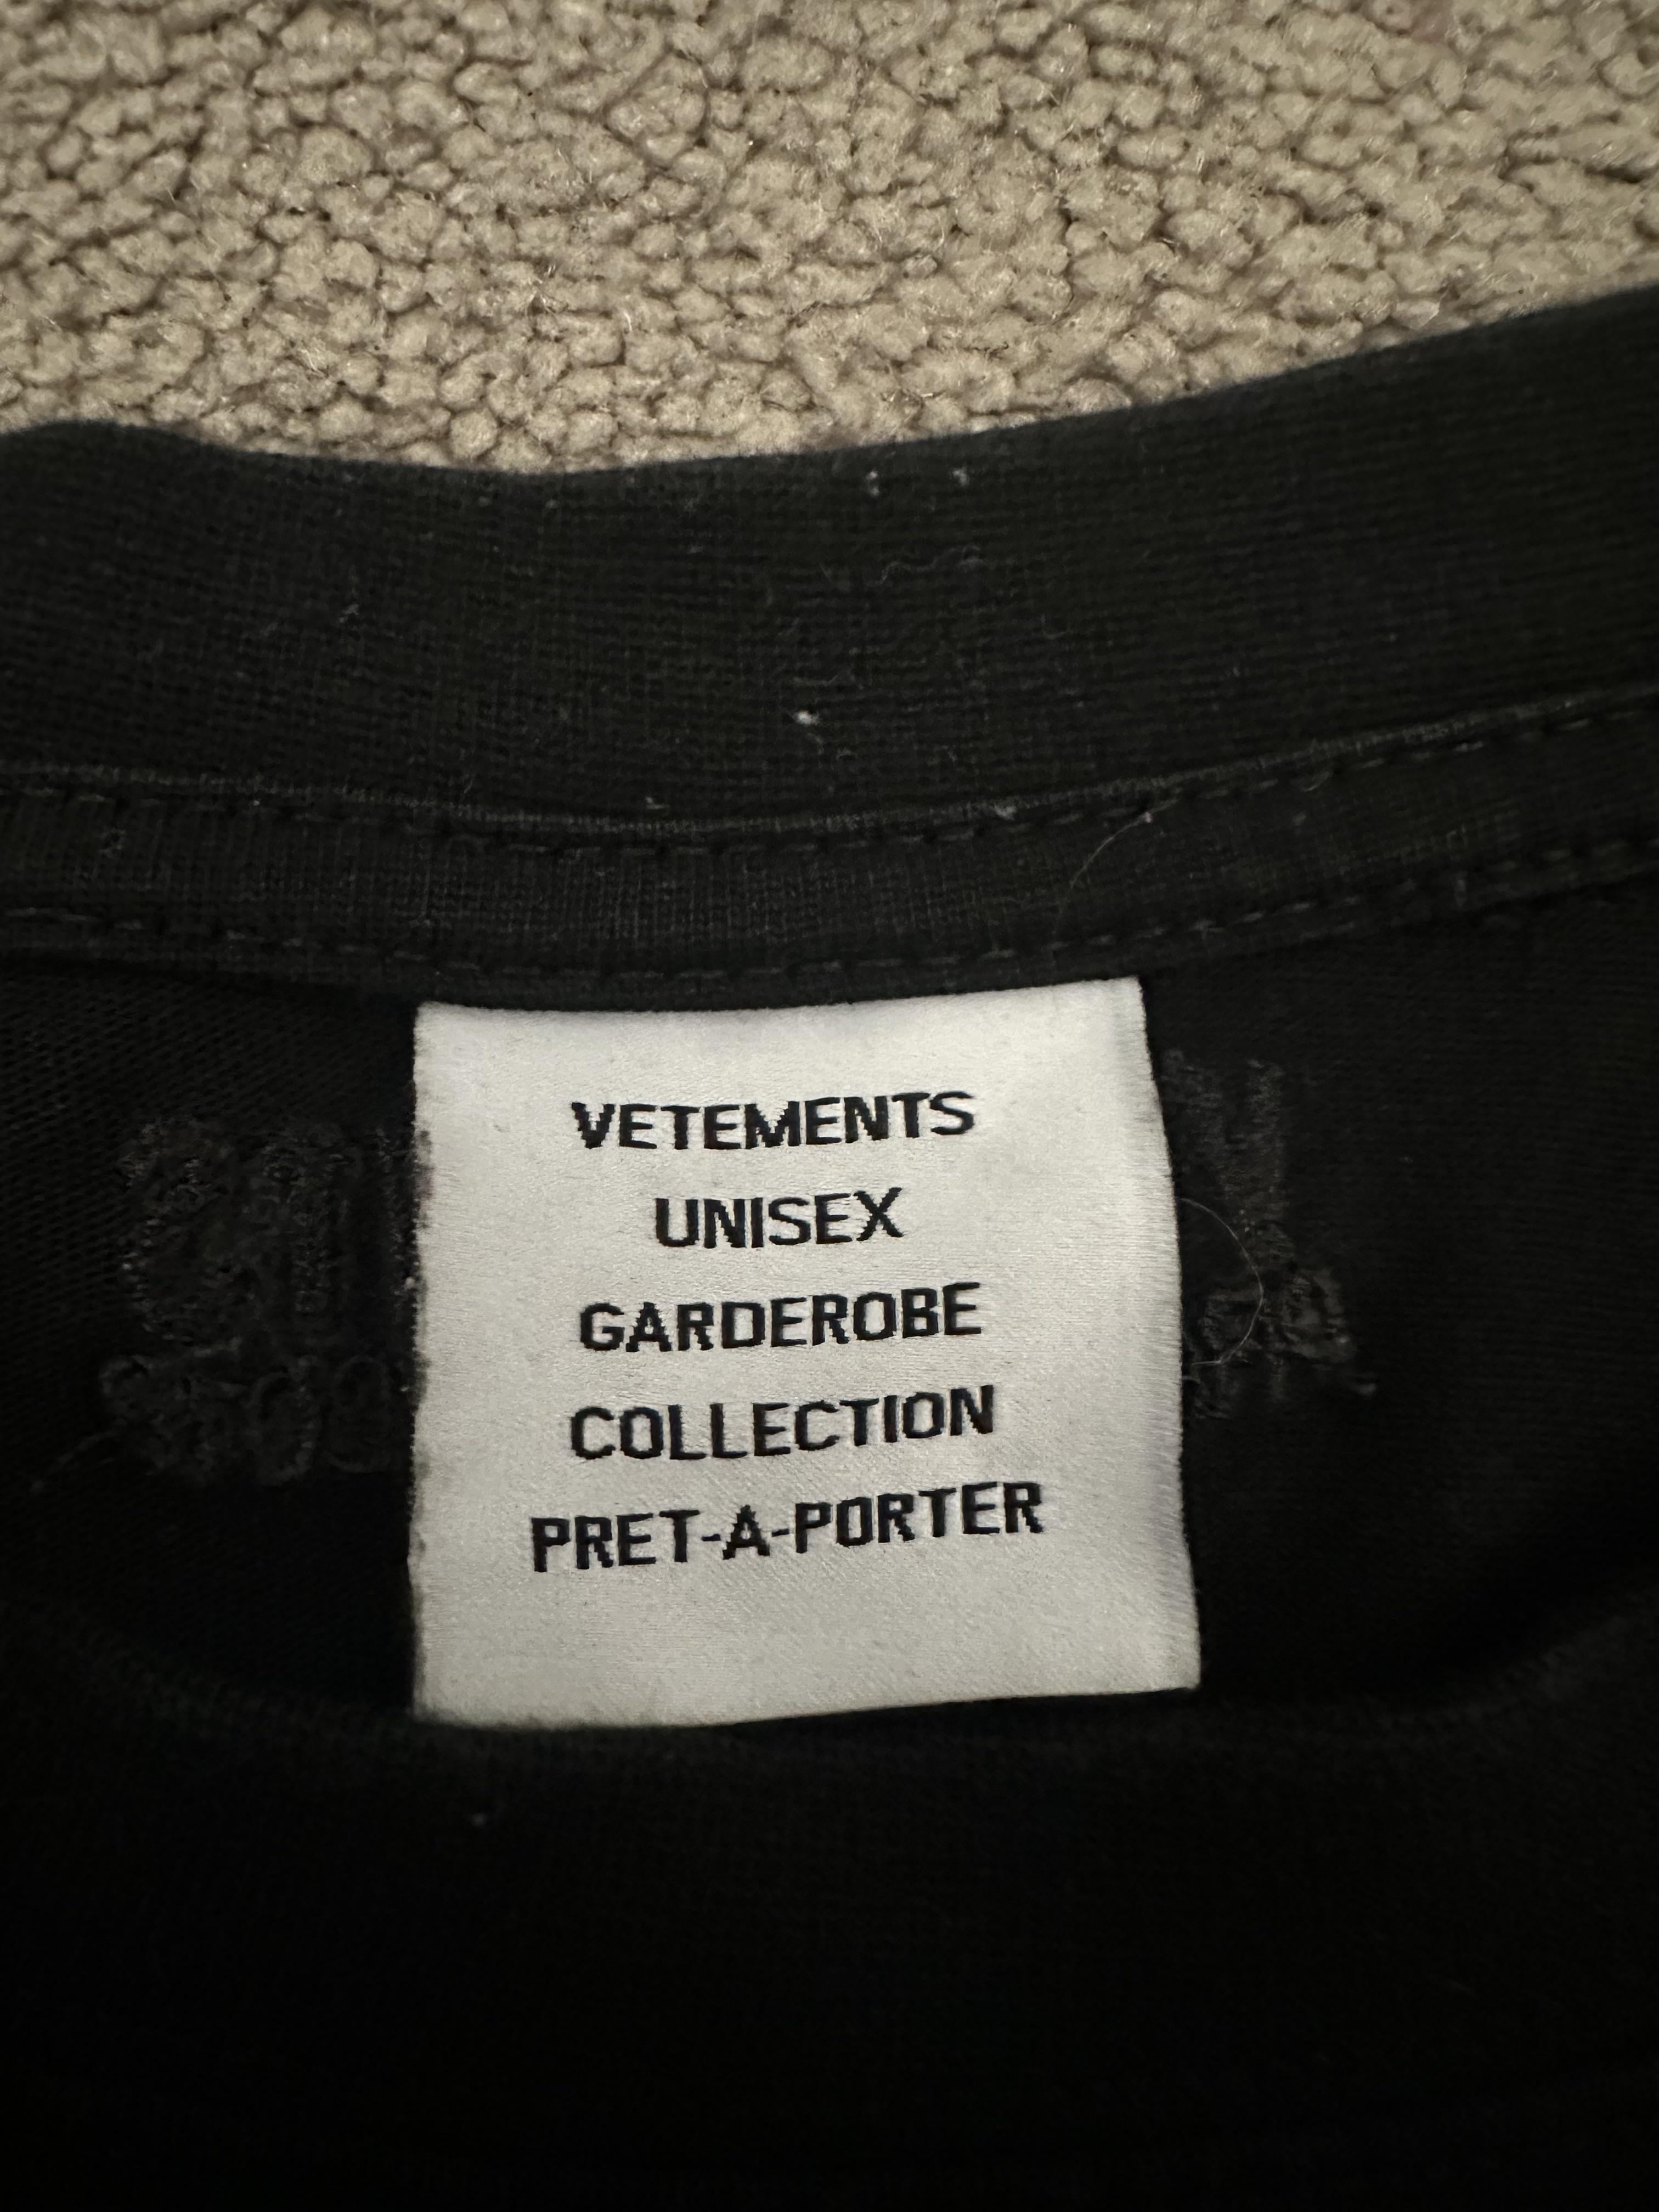 VETEMENTS
UNISEX
GARDEROBE
COLLECTION
PRET-A-PORTER